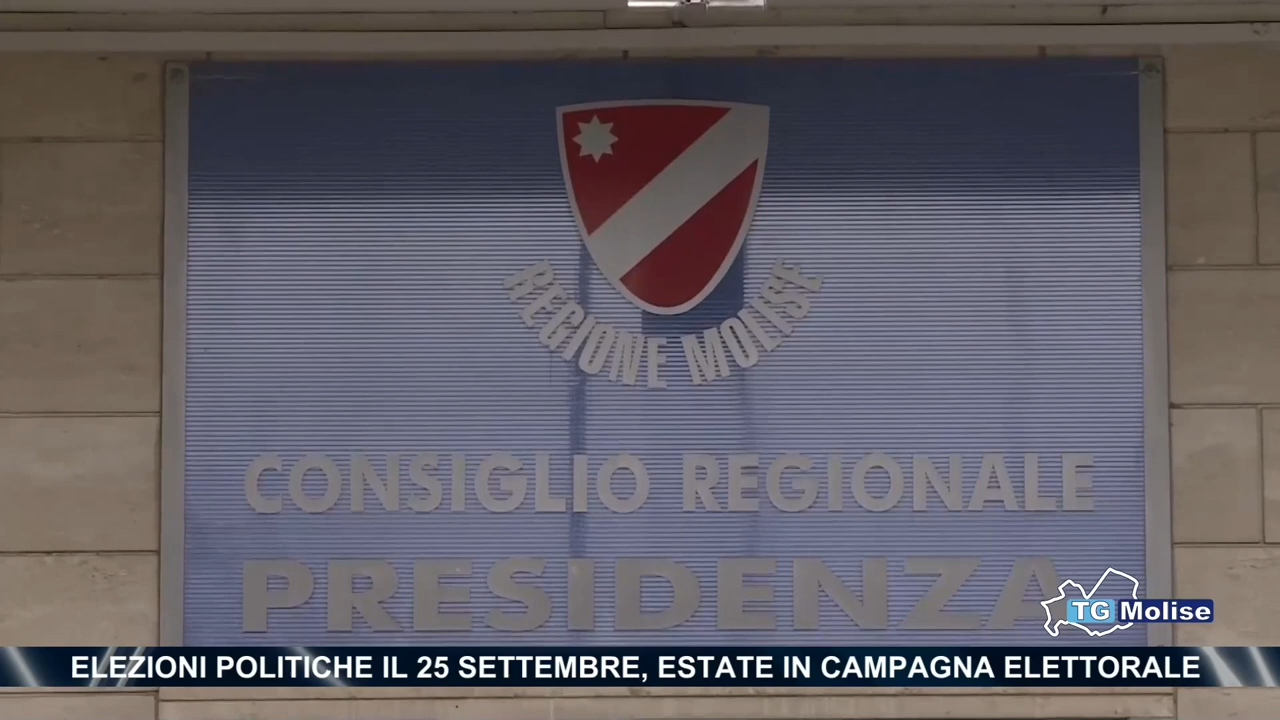 REGIONE MOLISE
CONSIGLIO REGIONALE
PRESIDENZA
TG Molise
ELEZIONI POLITICHE IL 25 SETTEMBRE, ESTATE IN CAMPAGNA ELETTORALE